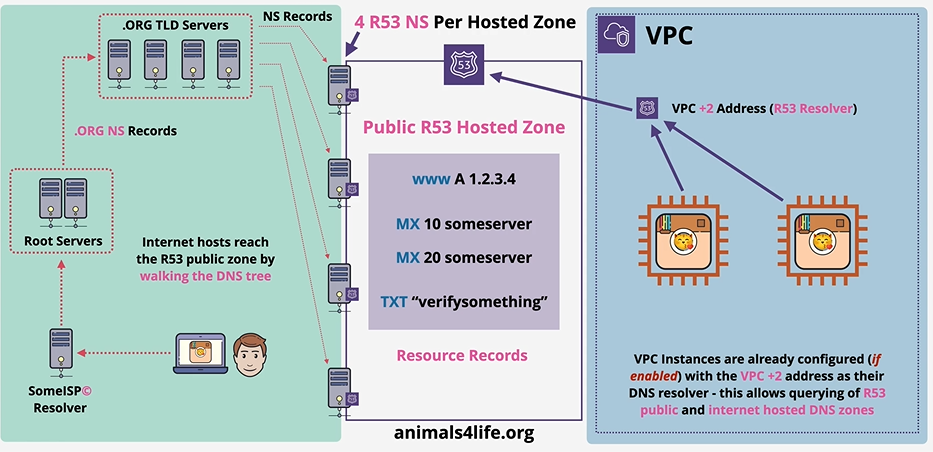 .ORG TLD Servers
NS Records
4 R53 NS Per Hosted Zone
53
VPC
.ORG NS Records
Root Servers
Internet hosts reach
the R53 public zone by
walking the DNS tree
SomeISP©
Resolver
Public R53 Hosted Zone
www A 1.2.3.4
MX 10 someserver
MX 20 someserver
TXT “verifysomething”
Resource Records
animals4life.org
53
VPC +2 Address (R53 Resolver)
VPC Instances are already configured (if
enabled) with the VPC +2 address as their
DNS resolver - this allows querying of R53
public and internet hosted DNS zones